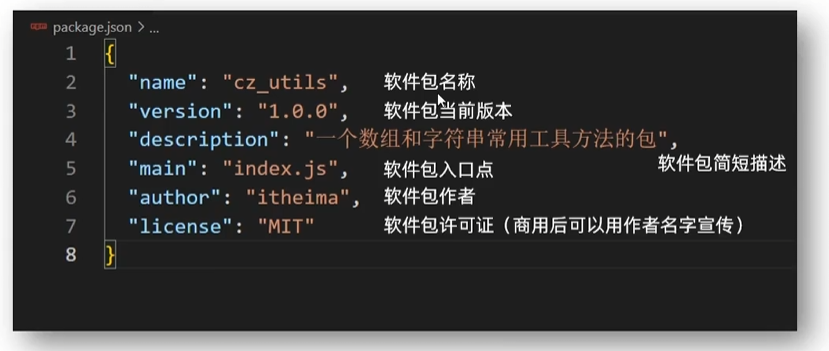 package.json > ...
1 {
2 "name": "cz_utils", 软件包名称
3 "version": "1.0.0", 软件包当前版本
4 "description": "一个数组和字符串常用工具方法的包", 软件包简短描述
5 "main": "index.js", 软件包入口点
6 "author": "itheima", 软件包作者
7 "license": "MIT" 软件包许可证（商用后可以用作者名字宣传）
8 }